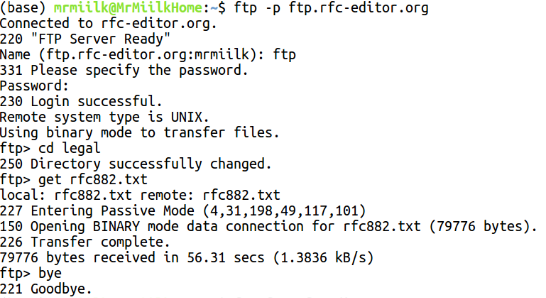 (base) mrmiilk@MrMiilkHome:~$ ftp -p ftp.rfc-editor.org
Connected to rfc-editor.org.
220 "FTP Server Ready"
Name (ftp.rfc-editor.org:mrmiilk): ftp
331 Please specify the password.
Password:
230 Login successful.
Remote system type is UNIX.
Using binary mode to transfer files.
ftp> cd legal
250 Directory successfully changed.
ftp> get rfc882.txt
local: rfc882.txt remote: rfc882.txt
227 Entering Passive Mode (4,31,198,49,117,101)
150 Opening BINARY mode data connection for rfc882.txt (79776 bytes).
226 Transfer complete.
79776 bytes received in 56.31 secs (1.3836 kB/s)
ftp> bye
221 Goodbye.